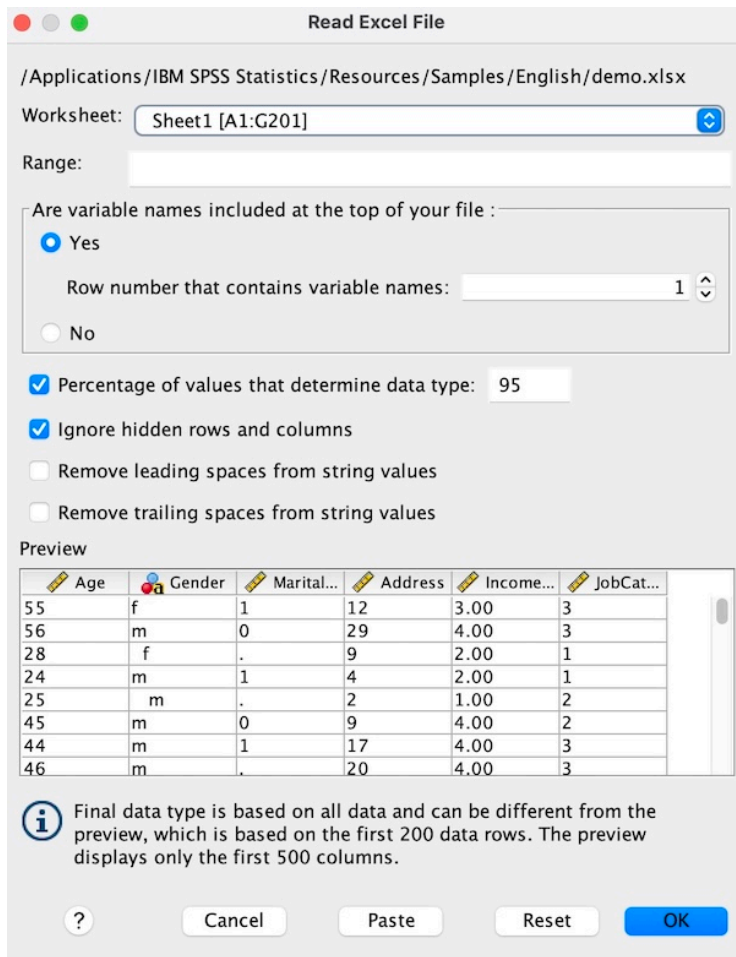 Read Excel File
/Applications/IBM SPSS Statistics/Resources/Samples/English/demo.xlsx
Worksheet: Sheet1 [A1:G201]
Range:
Are variable names included at the top of your file :
Yes
Row number that contains variable names: 1
No
Percentage of values that determine data type: 95
Ignore hidden rows and columns
Remove leading spaces from string values
Remove trailing spaces from string values
Preview
Age a Gender Marital... Address Income... JobCat...
55 f 1 12 3.00 3
56 m 0 29 4.00 3
28 f . 9 2.00 1
24 m 1 4 2.00 1
25 m . 2 1.00 2
45 m 0 9 4.00 2
44 m 1 17 4.00 3
46 m . 20 4.00 3
Final data type is based on all data and can be different from the
preview, which is based on the first 200 data rows. The preview
displays only the first 500 columns.
? Cancel Paste Reset OK